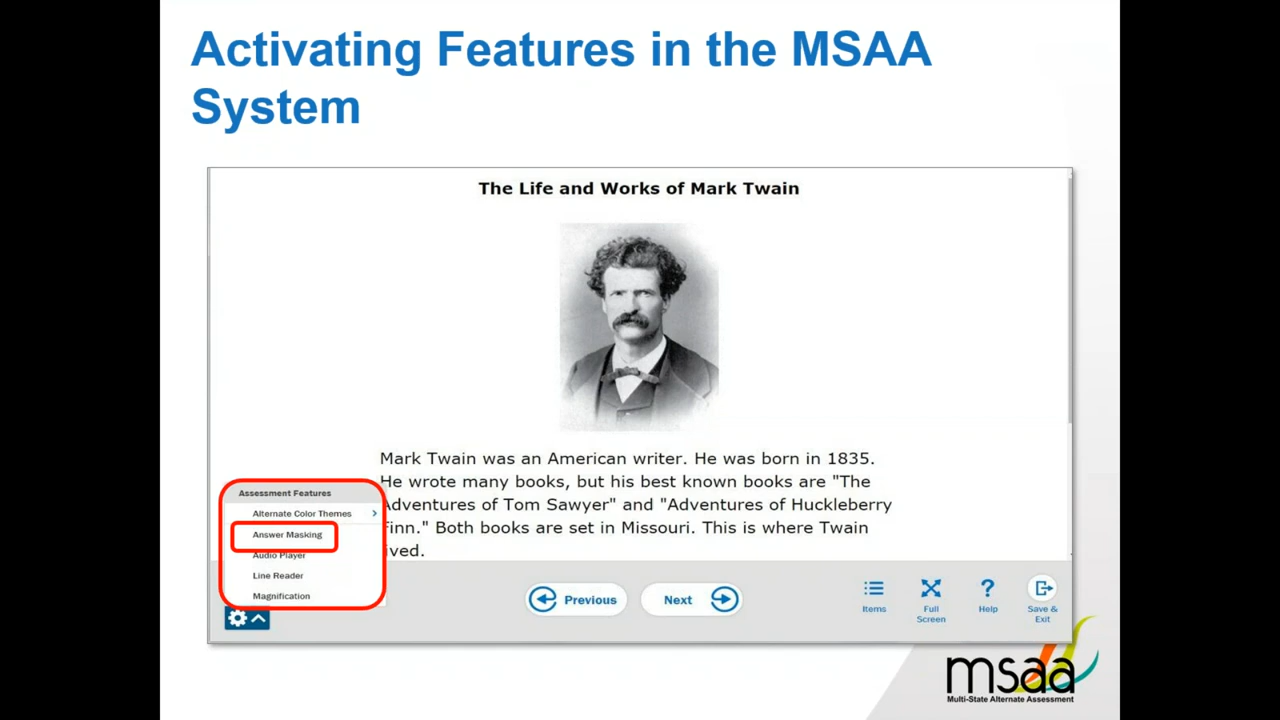 Activating Features in the MSAA
System
The Life and Works of Mark Twain
Mark Twain was an American writer. He was born in 1835.
He wrote many books, but his best known books are "The
Adventures of Tom Sawyer" and "Adventures of Huckleberry
Finn." Both books are set in Missouri. This is where Twain
lived.
Assessment Features
Alternate Color Themes
Answer Masking
Audio Player
Line Reader
Magnification
Previous
Next
Items
Full
Screen
Help
Save &
Exit
msaa
Multi-State Alternate Assessment